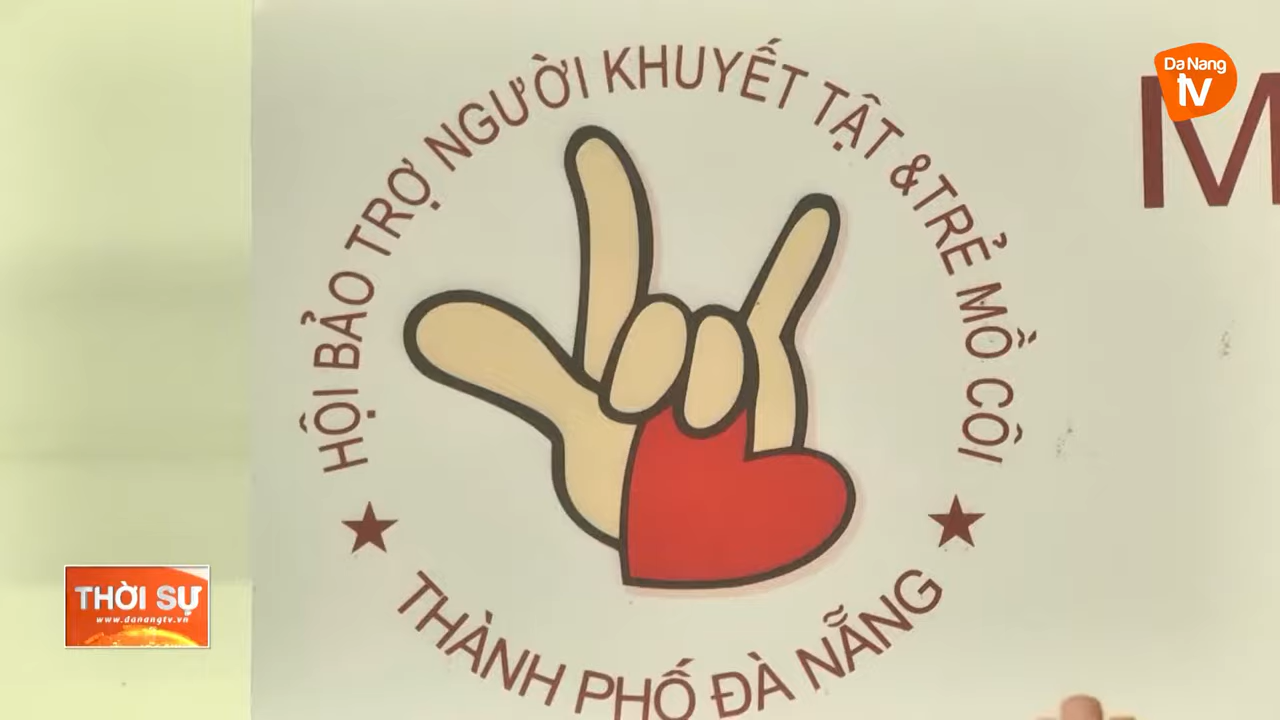 HỘI BẢO TRỢ NGƯỜI KHUYẾT TẬT & TRẺ MỒ CÔI
THÀNH PHỐ ĐÀ NẴNG
M
Da Nang
tv
THỜI SỰ
www.danangtv.vn